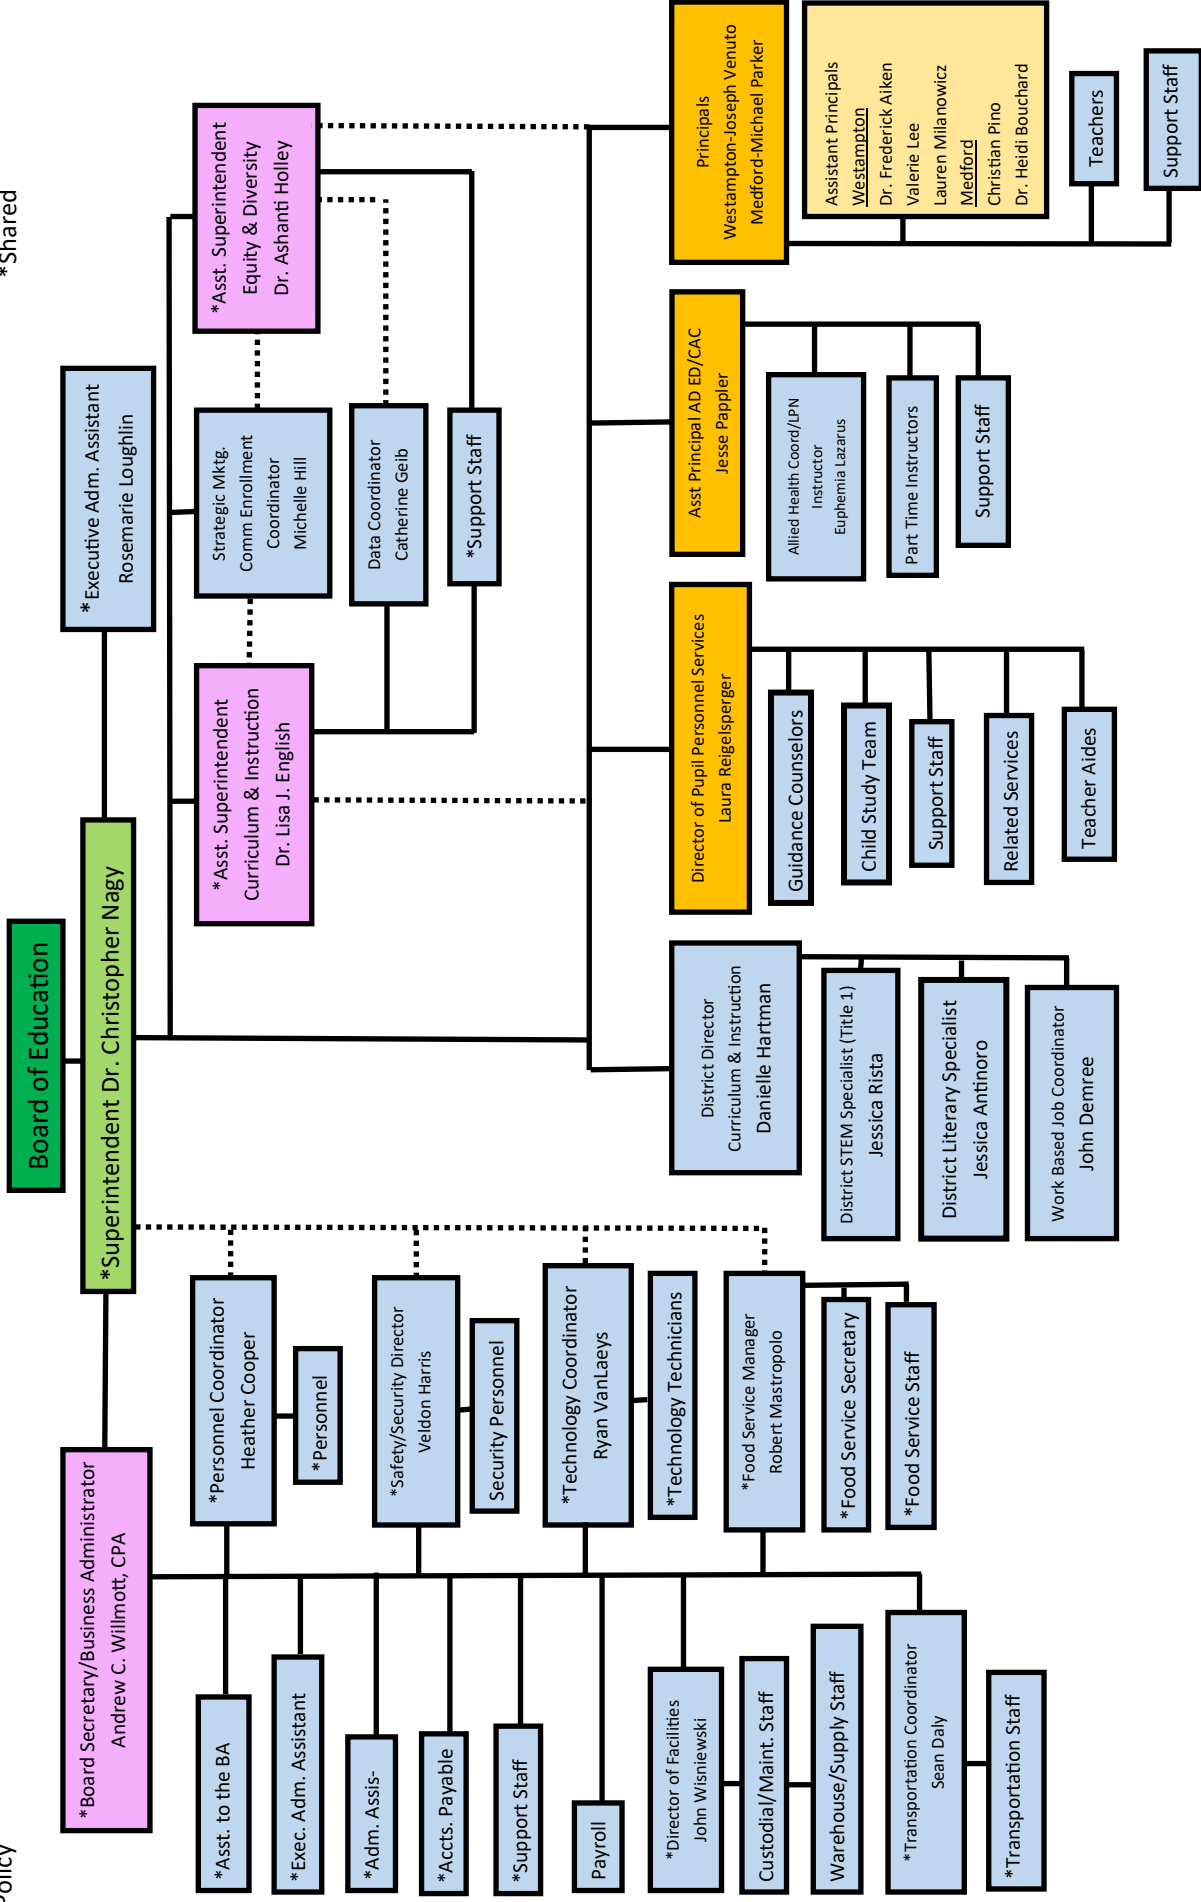 Policy
*Shared
Board of Education
*Superintendent Dr. Christopher Nagy
*Board Secretary/Business Administrator
Andrew C. Willmott, CPA
*Executive Adm. Assistant
Rosemarie Loughlin
*Asst. to the BA
*Exec. Adm. Assistant
*Adm. Assis-
*Accts. Payable
*Support Staff
Payroll
*Director of Facilities
John Wisniewski
Custodial/Maint. Staff
Warehouse/Supply Staff
*Transportation Coordinator
Sean Daly
*Transportation Staff
*Personnel Coordinator
Heather Cooper
*Personnel
*Safety/Security Director
Veldon Harris
Security Personnel
*Technology Coordinator
Ryan VanLaeys
*Technology Technicians
*Food Service Manager
Robert Mastropolo
*Food Service Secretary
*Food Service Staff
*Asst. Superintendent
Curriculum & Instruction
Dr. Lisa J. English
Strategic Mktg.
Comm Enrollment
Coordinator
Michelle Hill
*Asst. Superintendent
Equity & Diversity
Dr. Ashanti Holley
Data Coordinator
Catherine Geib
*Support Staff
District Director
Curriculum & Instruction
Danielle Hartman
District STEM Specialist (Title 1)
Jessica Rista
District Literary Specialist
Jessica Antinoro
Work Based Job Coordinator
John Demree
Director of Pupil Personnel Services
Laura Reigelsperger
Guidance Counselors
Child Study Team
Support Staff
Related Services
Teacher Aides
Asst Principal AD ED/CAC
Jesse Pappler
Allied Health Coord/LPN
Instructor
Euphemia Lazarus
Part Time Instructors
Support Staff
Principals
Westampton-Joseph Venuto
Medford-Michael Parker
Assistant Principals
Westampton
Dr. Frederick Aiken
Valerie Lee
Lauren Milanowicz
Medford
Christian Pino
Dr. Heidi Bouchard
Teachers
Support Staff